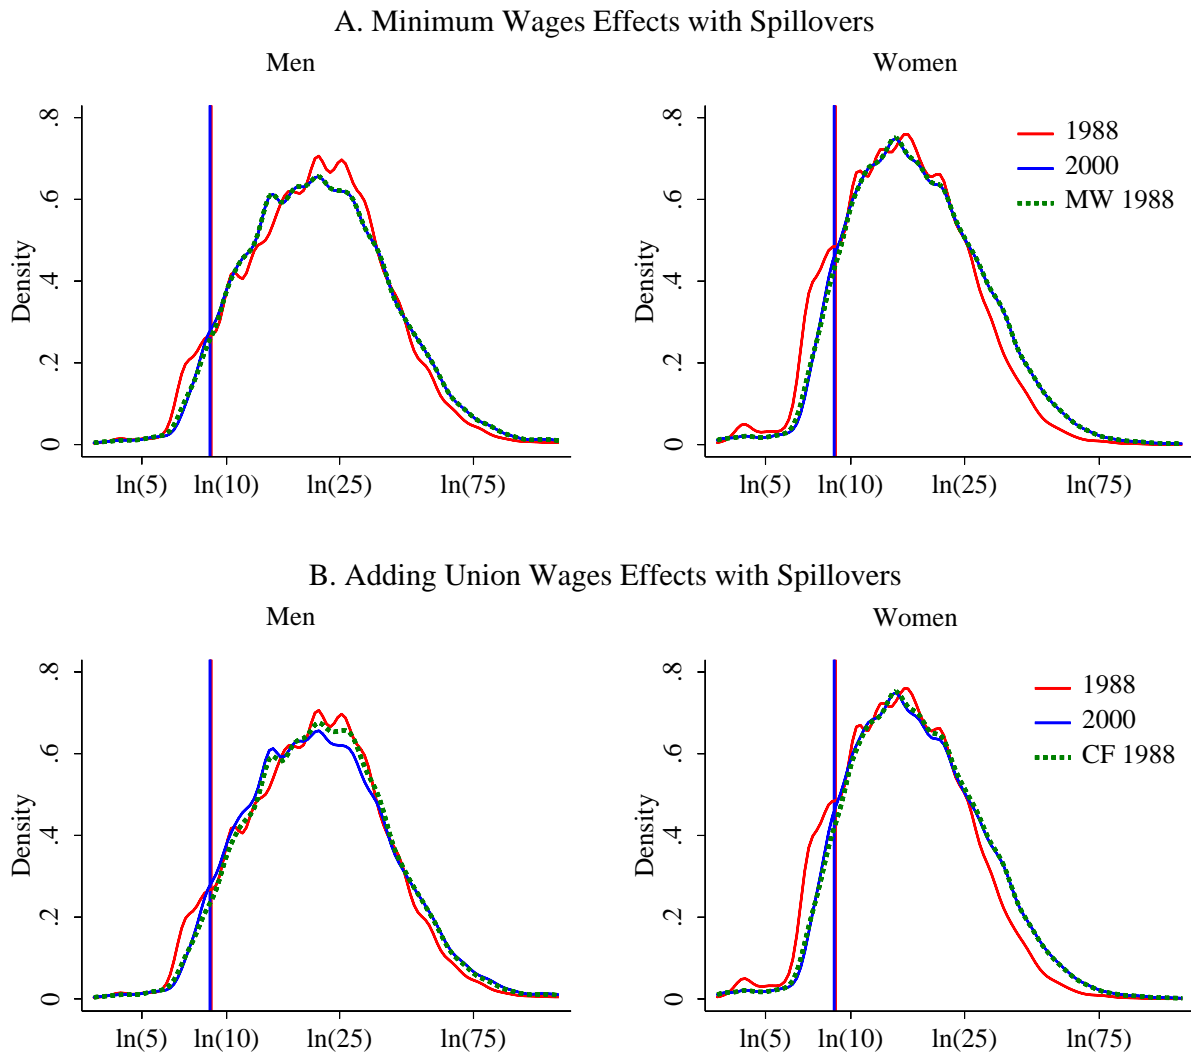 A. Minimum Wages Effects with Spillovers
Men
Women
Density
0
.2
.4
.6
.8
ln(5)
ln(10)
ln(25)
ln(75)
Density
0
.2
.4
.6
.8
ln(5)
ln(10)
ln(25)
ln(75)
1988
2000
MW 1988
B. Adding Union Wages Effects with Spillovers
Men
Women
Density
0
.2
.4
.6
.8
ln(5)
ln(10)
ln(25)
ln(75)
Density
0
.2
.4
.6
.8
ln(5)
ln(10)
ln(25)
ln(75)
1988
2000
CF 1988